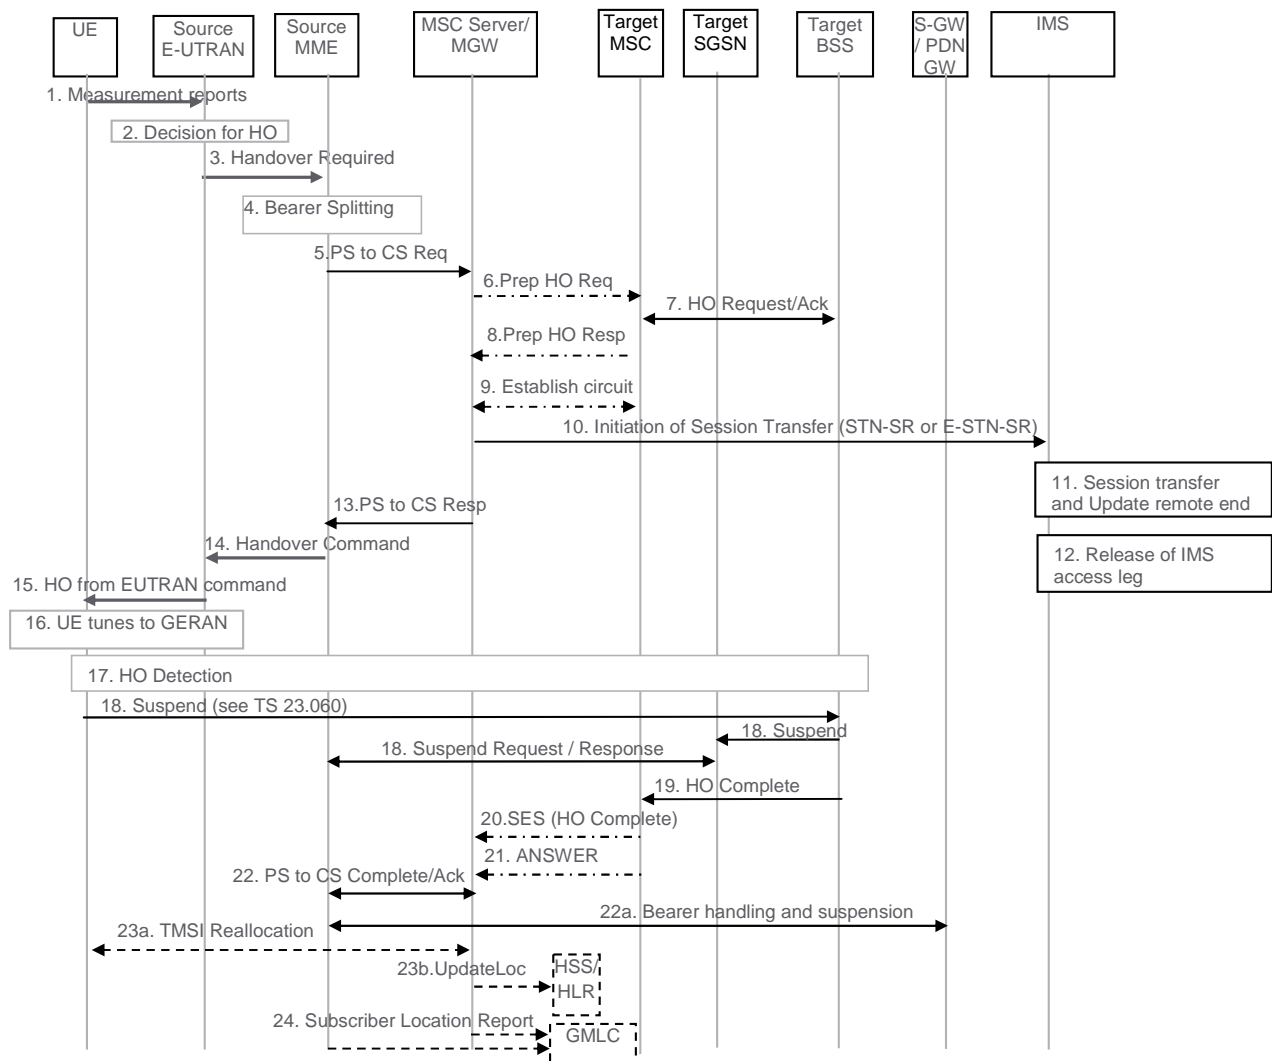 UE
Source
E-UTRAN
Source
MME
MSC Server/
MGW
Target
MSC
Target
SGSN
Target
BSS
S-GW
/ PDN
GW
IMS
1. Measurement reports
2. Decision for HO
3. Handover Required
4. Bearer Splitting
5.PS to CS Req
6.Prep HO Req
7. HO Request/Ack
8.Prep HO Resp
9. Establish circuit
10. Initiation of Session Transfer (STN-SR or E-STN-SR)
11. Session transfer
and Update remote end
13.PS to CS Resp
14. Handover Command
12. Release of IMS
access leg
15. HO from EUTRAN command
16. UE tunes to GERAN
17. HO Detection
18. Suspend (see TS 23.060)
18. Suspend
18. Suspend Request / Response
19. HO Complete
20.SES (HO Complete)
21. ANSWER
22. PS to CS Complete/Ack
22a. Bearer handling and suspension
23a. TMSI Reallocation
23b.UpdateLoc
HSS/
HLR
24. Subscriber Location Report
GMLC